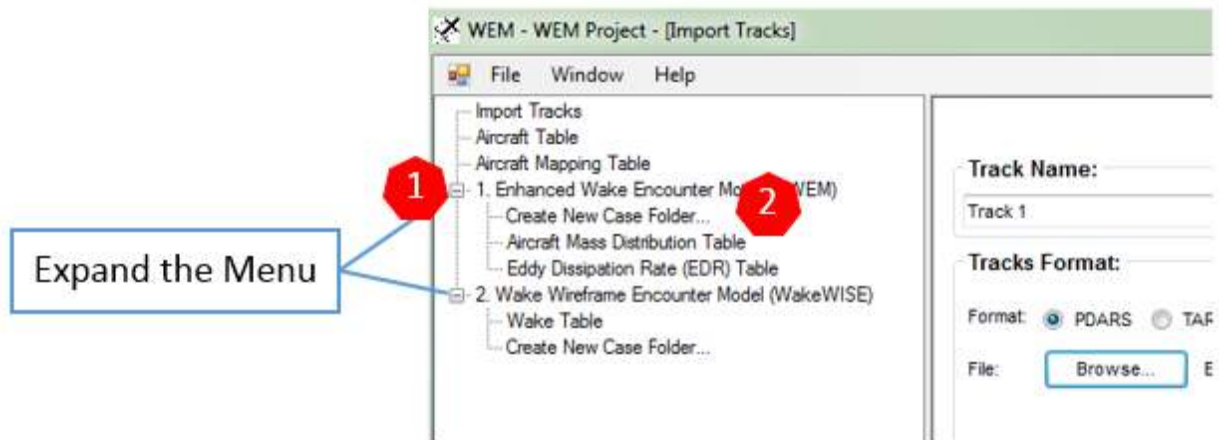 WEM - WEM Project - [Import Tracks]
File Window Help
Import Tracks
Aircraft Table
Aircraft Mapping Table
1
1. Enhanced Wake Encounter Mo WEM)
2
Create New Case Folder...
Aircraft Mass Distribution Table
Eddy Dissipation Rate (EDR) Table
2. Wake Wireframe Encounter Model (WakeWISE)
Wake Table
Create New Case Folder...
Expand the Menu
Track Name:
Track 1
Tracks Format:
Format: PDARS TAR
File: Browse...